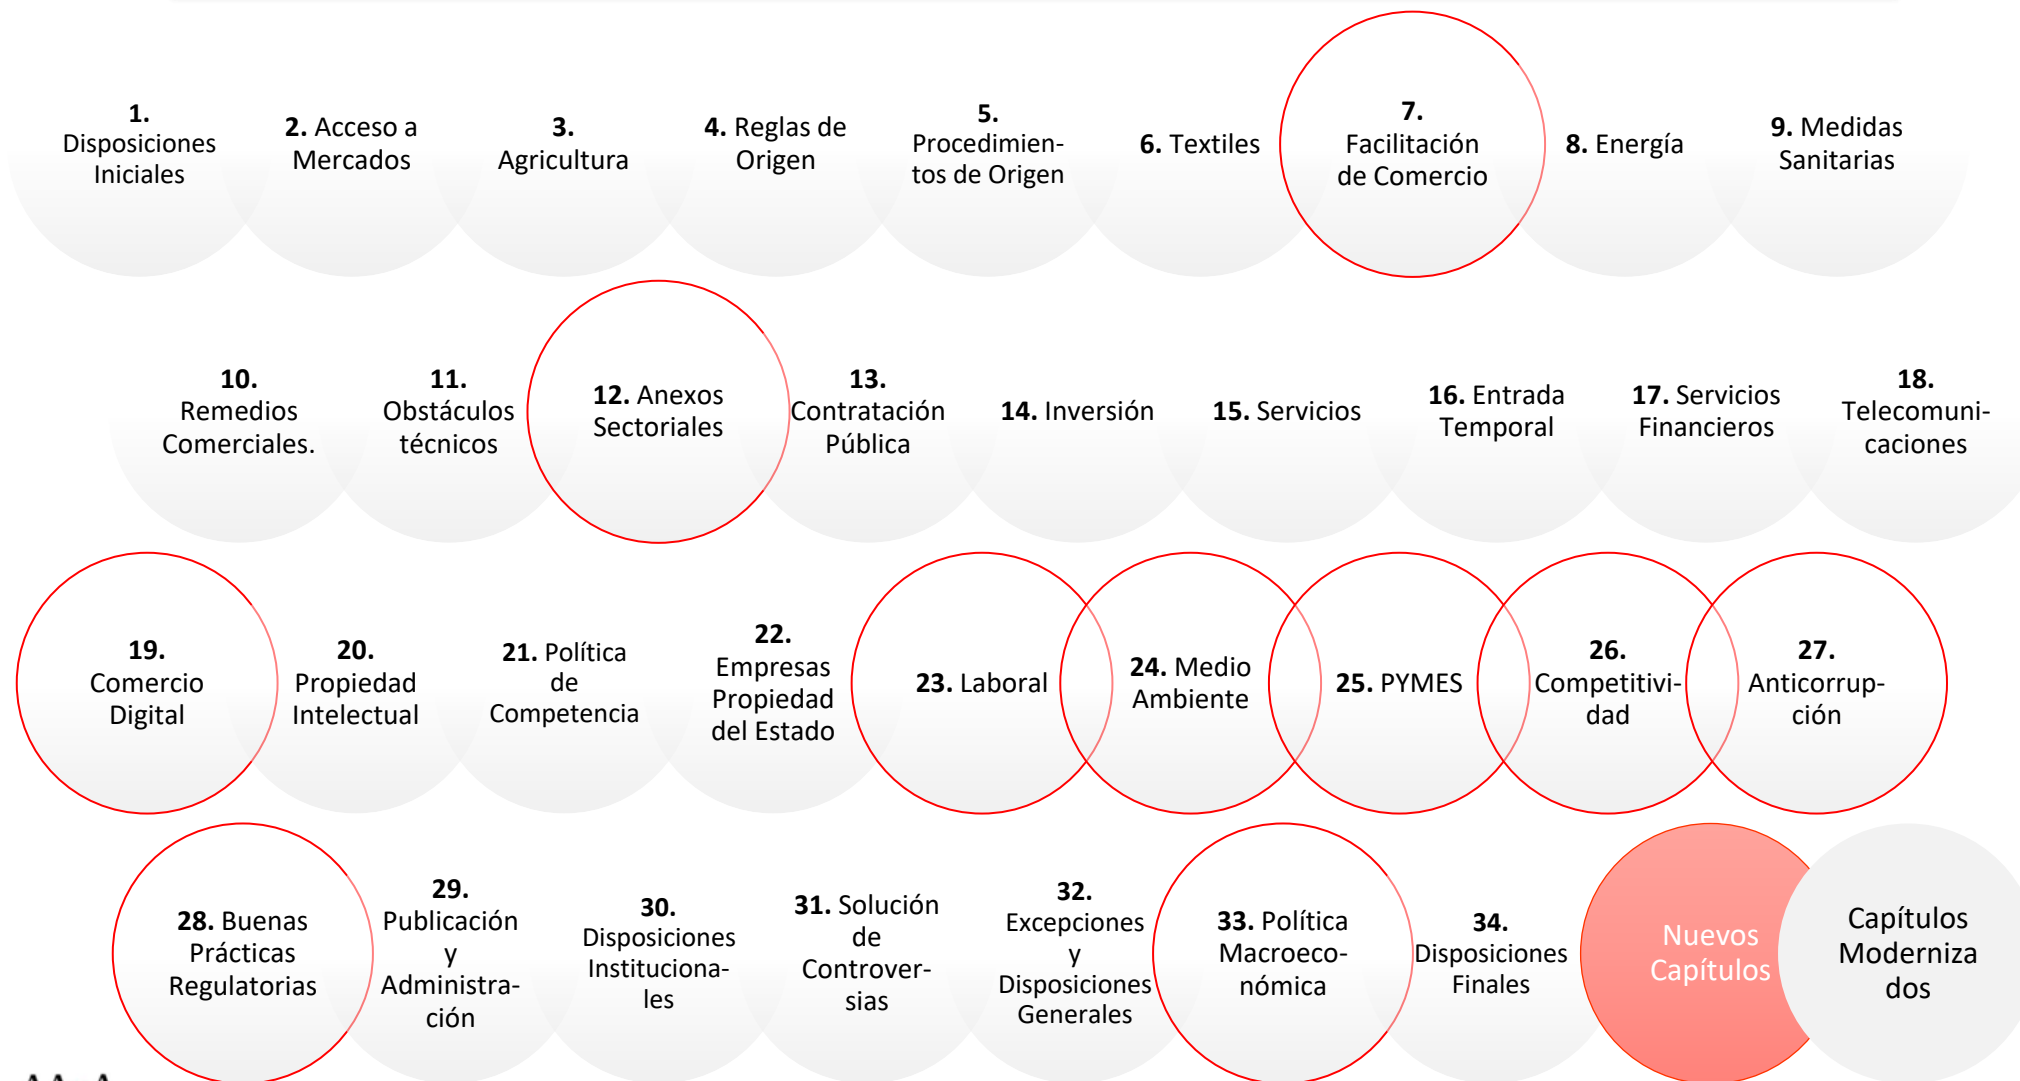 1.
Disposiciones
Iniciales
2. Acceso a
Mercados
3.
Agricultura
4. Reglas de
Origen
5.
Procedimien-
tos de Origen
6. Textiles
7.
Facilitación
de Comercio
8. Energía
9. Medidas
Sanitarias
10.
Remedios
Comerciales.
11.
Obstáculos
técnicos
12. Anexos
Sectoriales
13.
Contratación
Pública
14. Inversión
15. Servicios
16. Entrada
Temporal
17. Servicios
Financieros
18.
Telecomuni-
caciones
19.
Comercio
Digital
20.
Propiedad
Intelectual
21. Política
de
Competencia
22.
Empresas
Propiedad
del Estado
23. Laboral
24. Medio
Ambiente
25. PYMES
26.
Competitivi-
dad
27.
Anticorrup-
ción
28. Buenas
Prácticas
Regulatorias
29.
Publicación
y
Administra-
ción
30.
Disposiciones
Instituciona-
les
31. Solución
de
Controver-
sias
32.
Excepciones
y
Disposiciones
Generales
33. Política
Macroeco-
nómica
34.
Disposiciones
Finales
Nuevos
Capítulos
Capítulos
Moderniza
dos